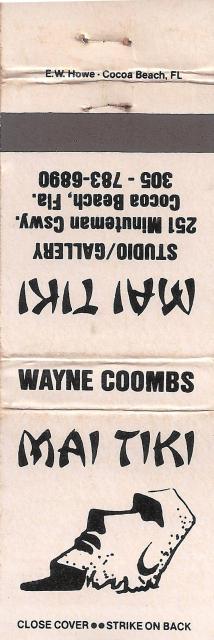 E.W. Howe · Cocoa Beach, FL
MAI TIKI
STUDIO/GALLERY
251 Minuteman Cswy.
Cocoa Beach, Fla.
305 - 783-6890
WAYNE COOMBS
MAI TIKI
CLOSE COVER ●● STRIKE ON BACK